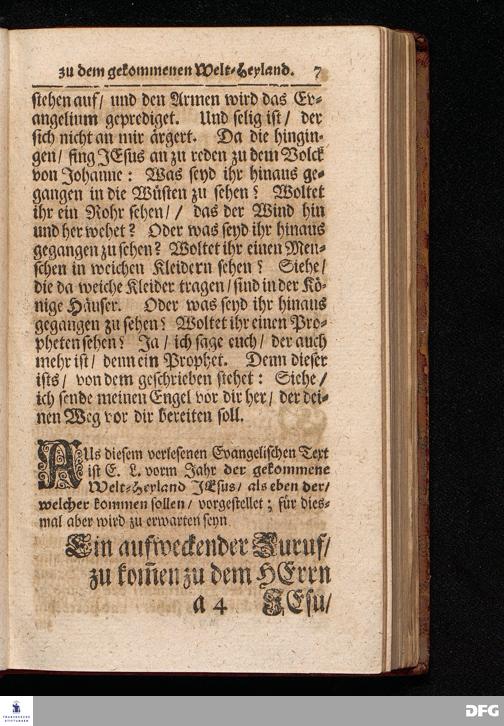 zu dem gekommenen Welt-Heyland. 7
stehen auf/ und den Armen wird das Ev-
angelium geprediget. Und selig ist/ der
sich nicht an mir ärgert. Da die hingin-
gen/ fing JEsus an zu reden zu dem Volck
von Johanne: Was seyd ihr hinaus ge-
gangen in die Wüsten zu sehen? Woltet
ihr ein Rohr sehen/ / das der Wind hin
und her wehet? Oder was seyd ihr hinaus
gegangen zu sehen? Woltet ihr einen Men-
schen in weichen Kleidern sehen? Siehe/
die da weiche Kleider tragen/ sind in der Kö-
nige Häuser. Oder was seyd ihr hinaus
gegangen zu sehen? Woltet ihr einen Pro-
pheten sehen? Ja/ ich sage euch/ der auch
mehr ist/ denn ein Prophet. Denn dieser
ists/ von dem geschrieben stehet: Siehe/
ich sende meinen Engel vor dir her/ der dei-
nen Weg vor dir bereiten soll.
AUs diesem verlesenen Evangelischen Text
ist E. L. vorm Jahr der gekommene
Welt-Heyland JEsus/ als eben der/
welcher kommen sollen/ vorgestellet; für dies-
mal aber wird zu erwarten seyn
Ein aufweckender Zuruf/
zu kom̃en zu dem HErrn
a 4 JEsu/
FRANCKESCHE
STIFTUNGEN
DFG